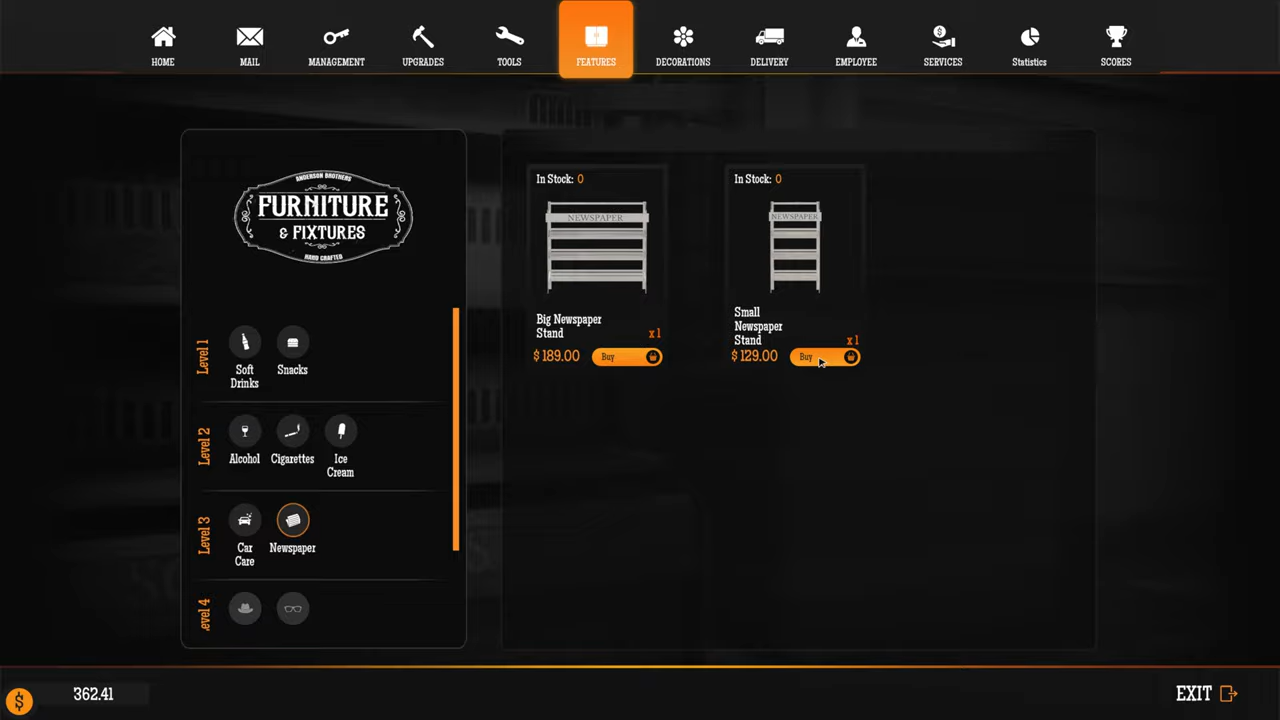 HOME
MAIL
MANAGEMENT
UPGRADES
TOOLS
FEATURES
DECORATIONS
DELIVERY
EMPLOYEE
SERVICES
Statistics
SCORES
ANDERSON BROTHERS
FURNITURE
& FIXTURES
HAND CRAFTED
Level 1
Soft
Drinks
Snacks
Level 2
Alcohol
Cigarettes
Ice
Cream
Level 3
Car
Care
Newspaper
evel 4
In Stock: 0
NEWSPAPER
Big Newspaper
Stand
x1
$ 189.00
Buy
In Stock: 0
NEWSPAPER
Small
Newspaper
Stand
x1
$ 129.00
Buy
$ 362.41
EXIT